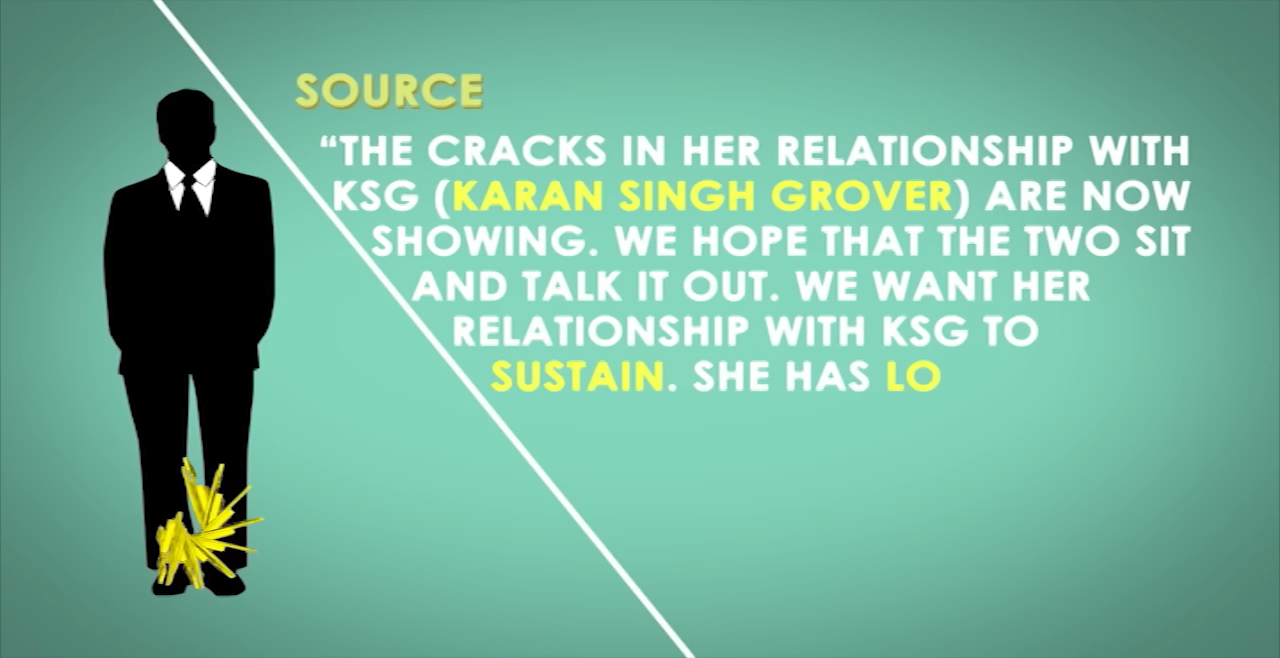 SOURCE
“THE CRACKS IN HER RELATIONSHIP WITH
KSG (KARAN SINGH GROVER) ARE NOW
SHOWING. WE HOPE THAT THE TWO SIT
AND TALK IT OUT. WE WANT HER
RELATIONSHIP WITH KSG TO
SUSTAIN. SHE HAS LO